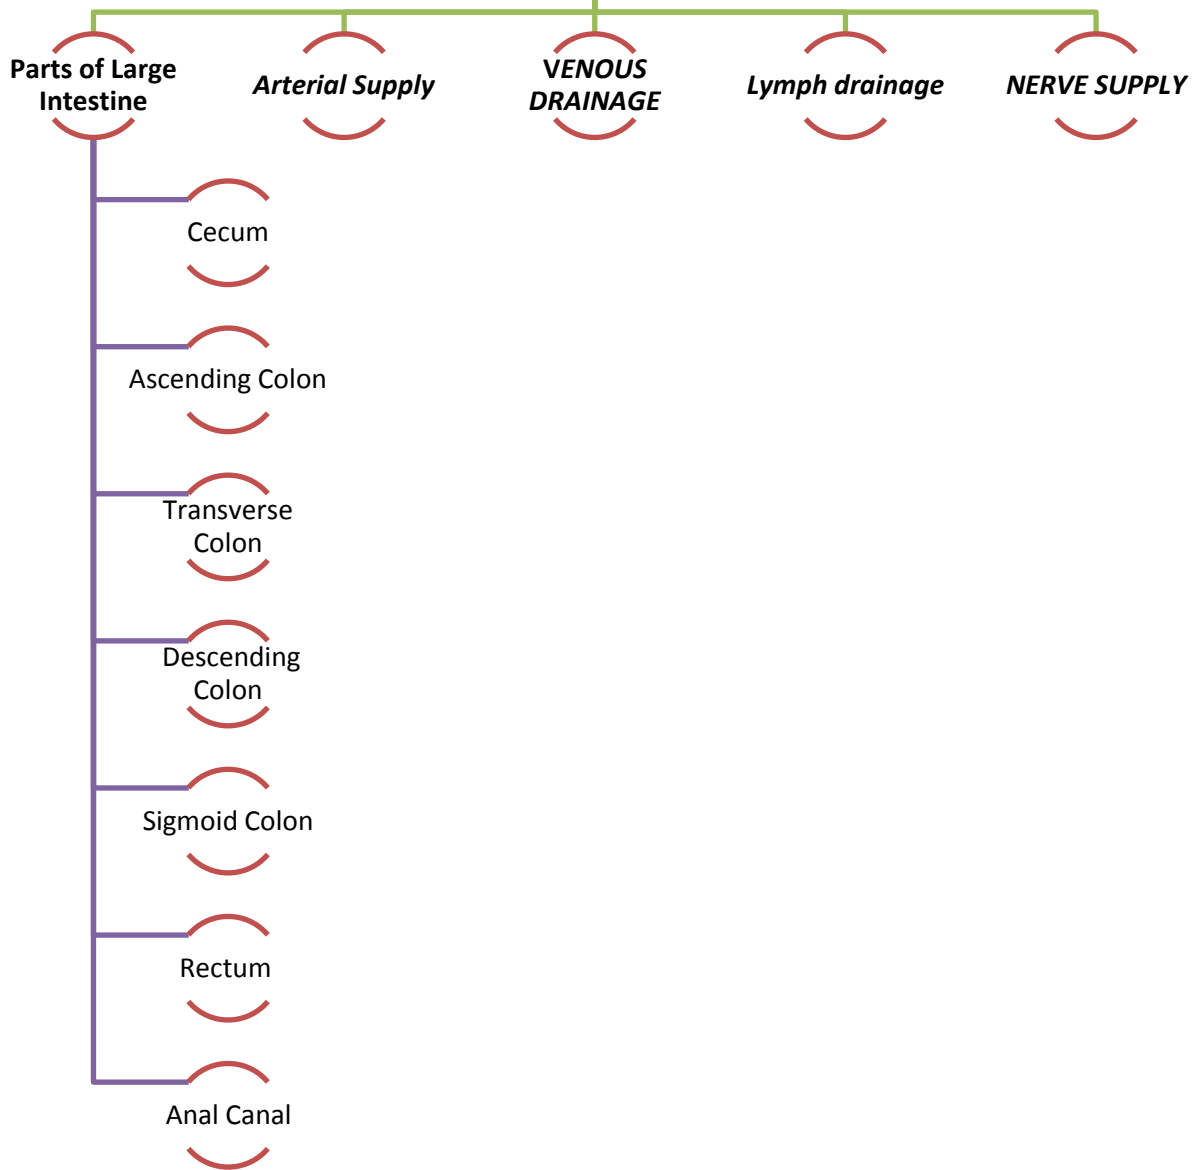 Parts of Large
Intestine
Arterial Supply
VENOUS
DRAINAGE
Lymph drainage
NERVE SUPPLY
Cecum
Ascending Colon
Transverse
Colon
Descending
Colon
Sigmoid Colon
Rectum
Anal Canal